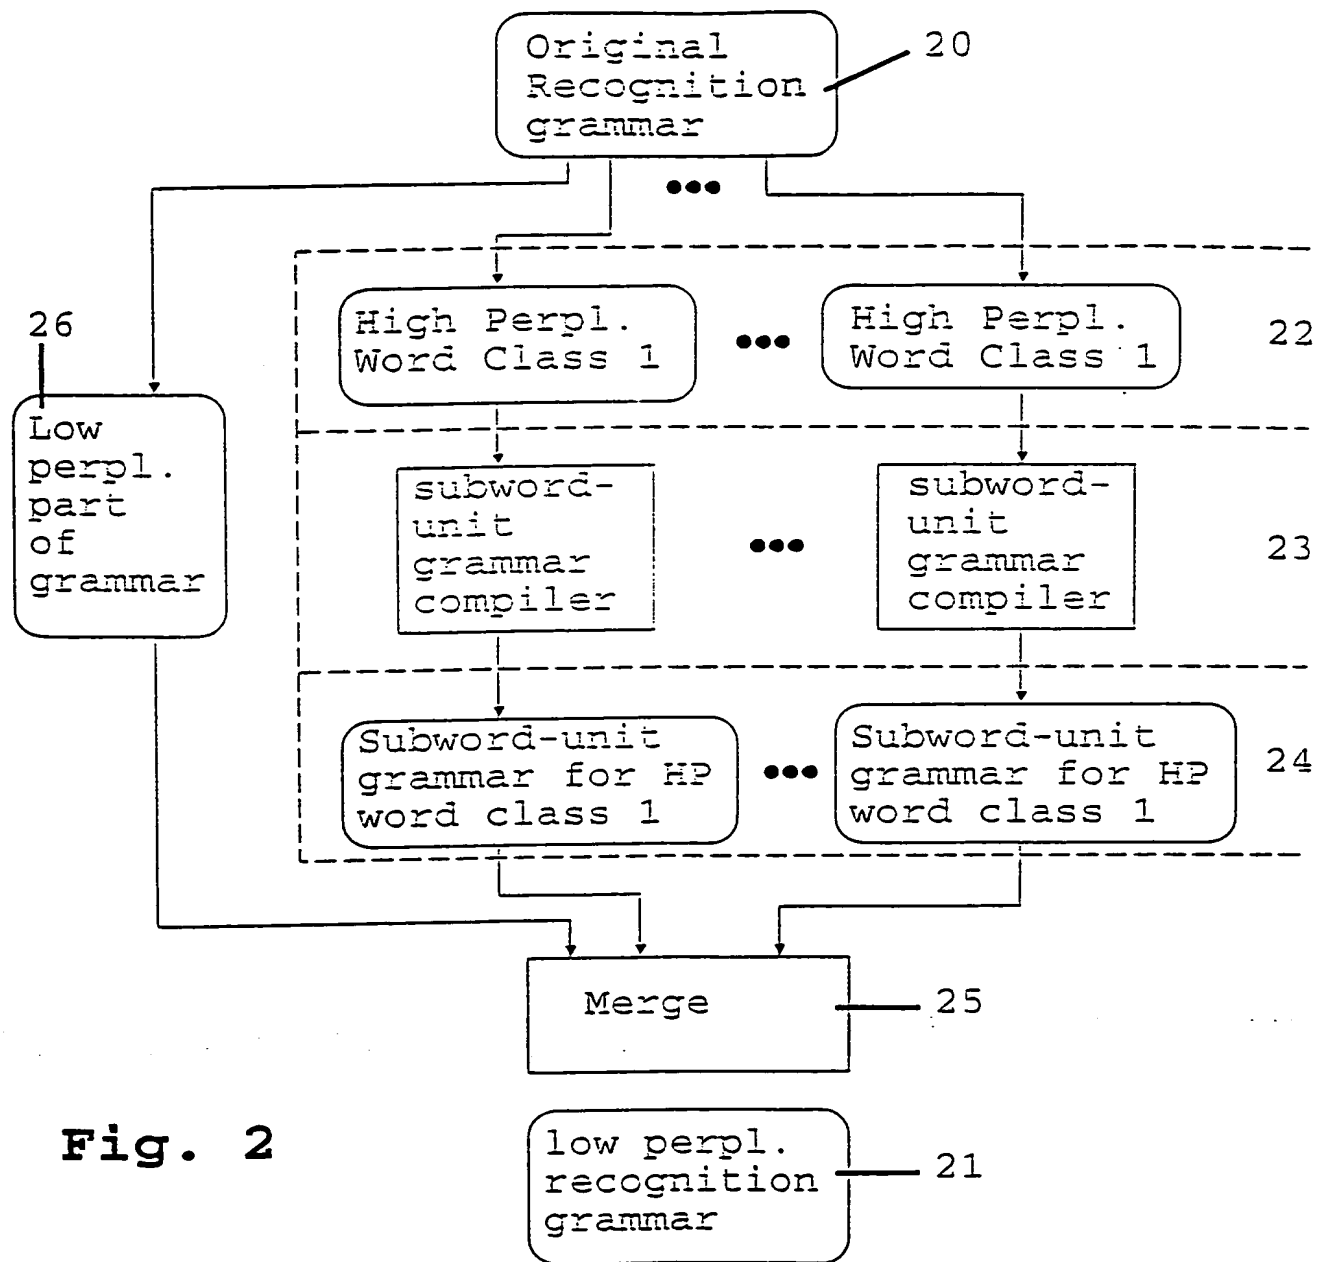 Original
Recognition
grammar
20
High Perpl.
Word Class 1
High Perpl.
Word Class 1
22
26
Low
perpl.
part
of
grammar
subword-
unit
grammar
compiler
subword-
unit
grammar
compiler
23
Subword-unit
grammar for HP
word class 1
Subword-unit
grammar for HP
word class 1
24
Merge
25
Fig. 2
low perpl.
recognition
grammar
21